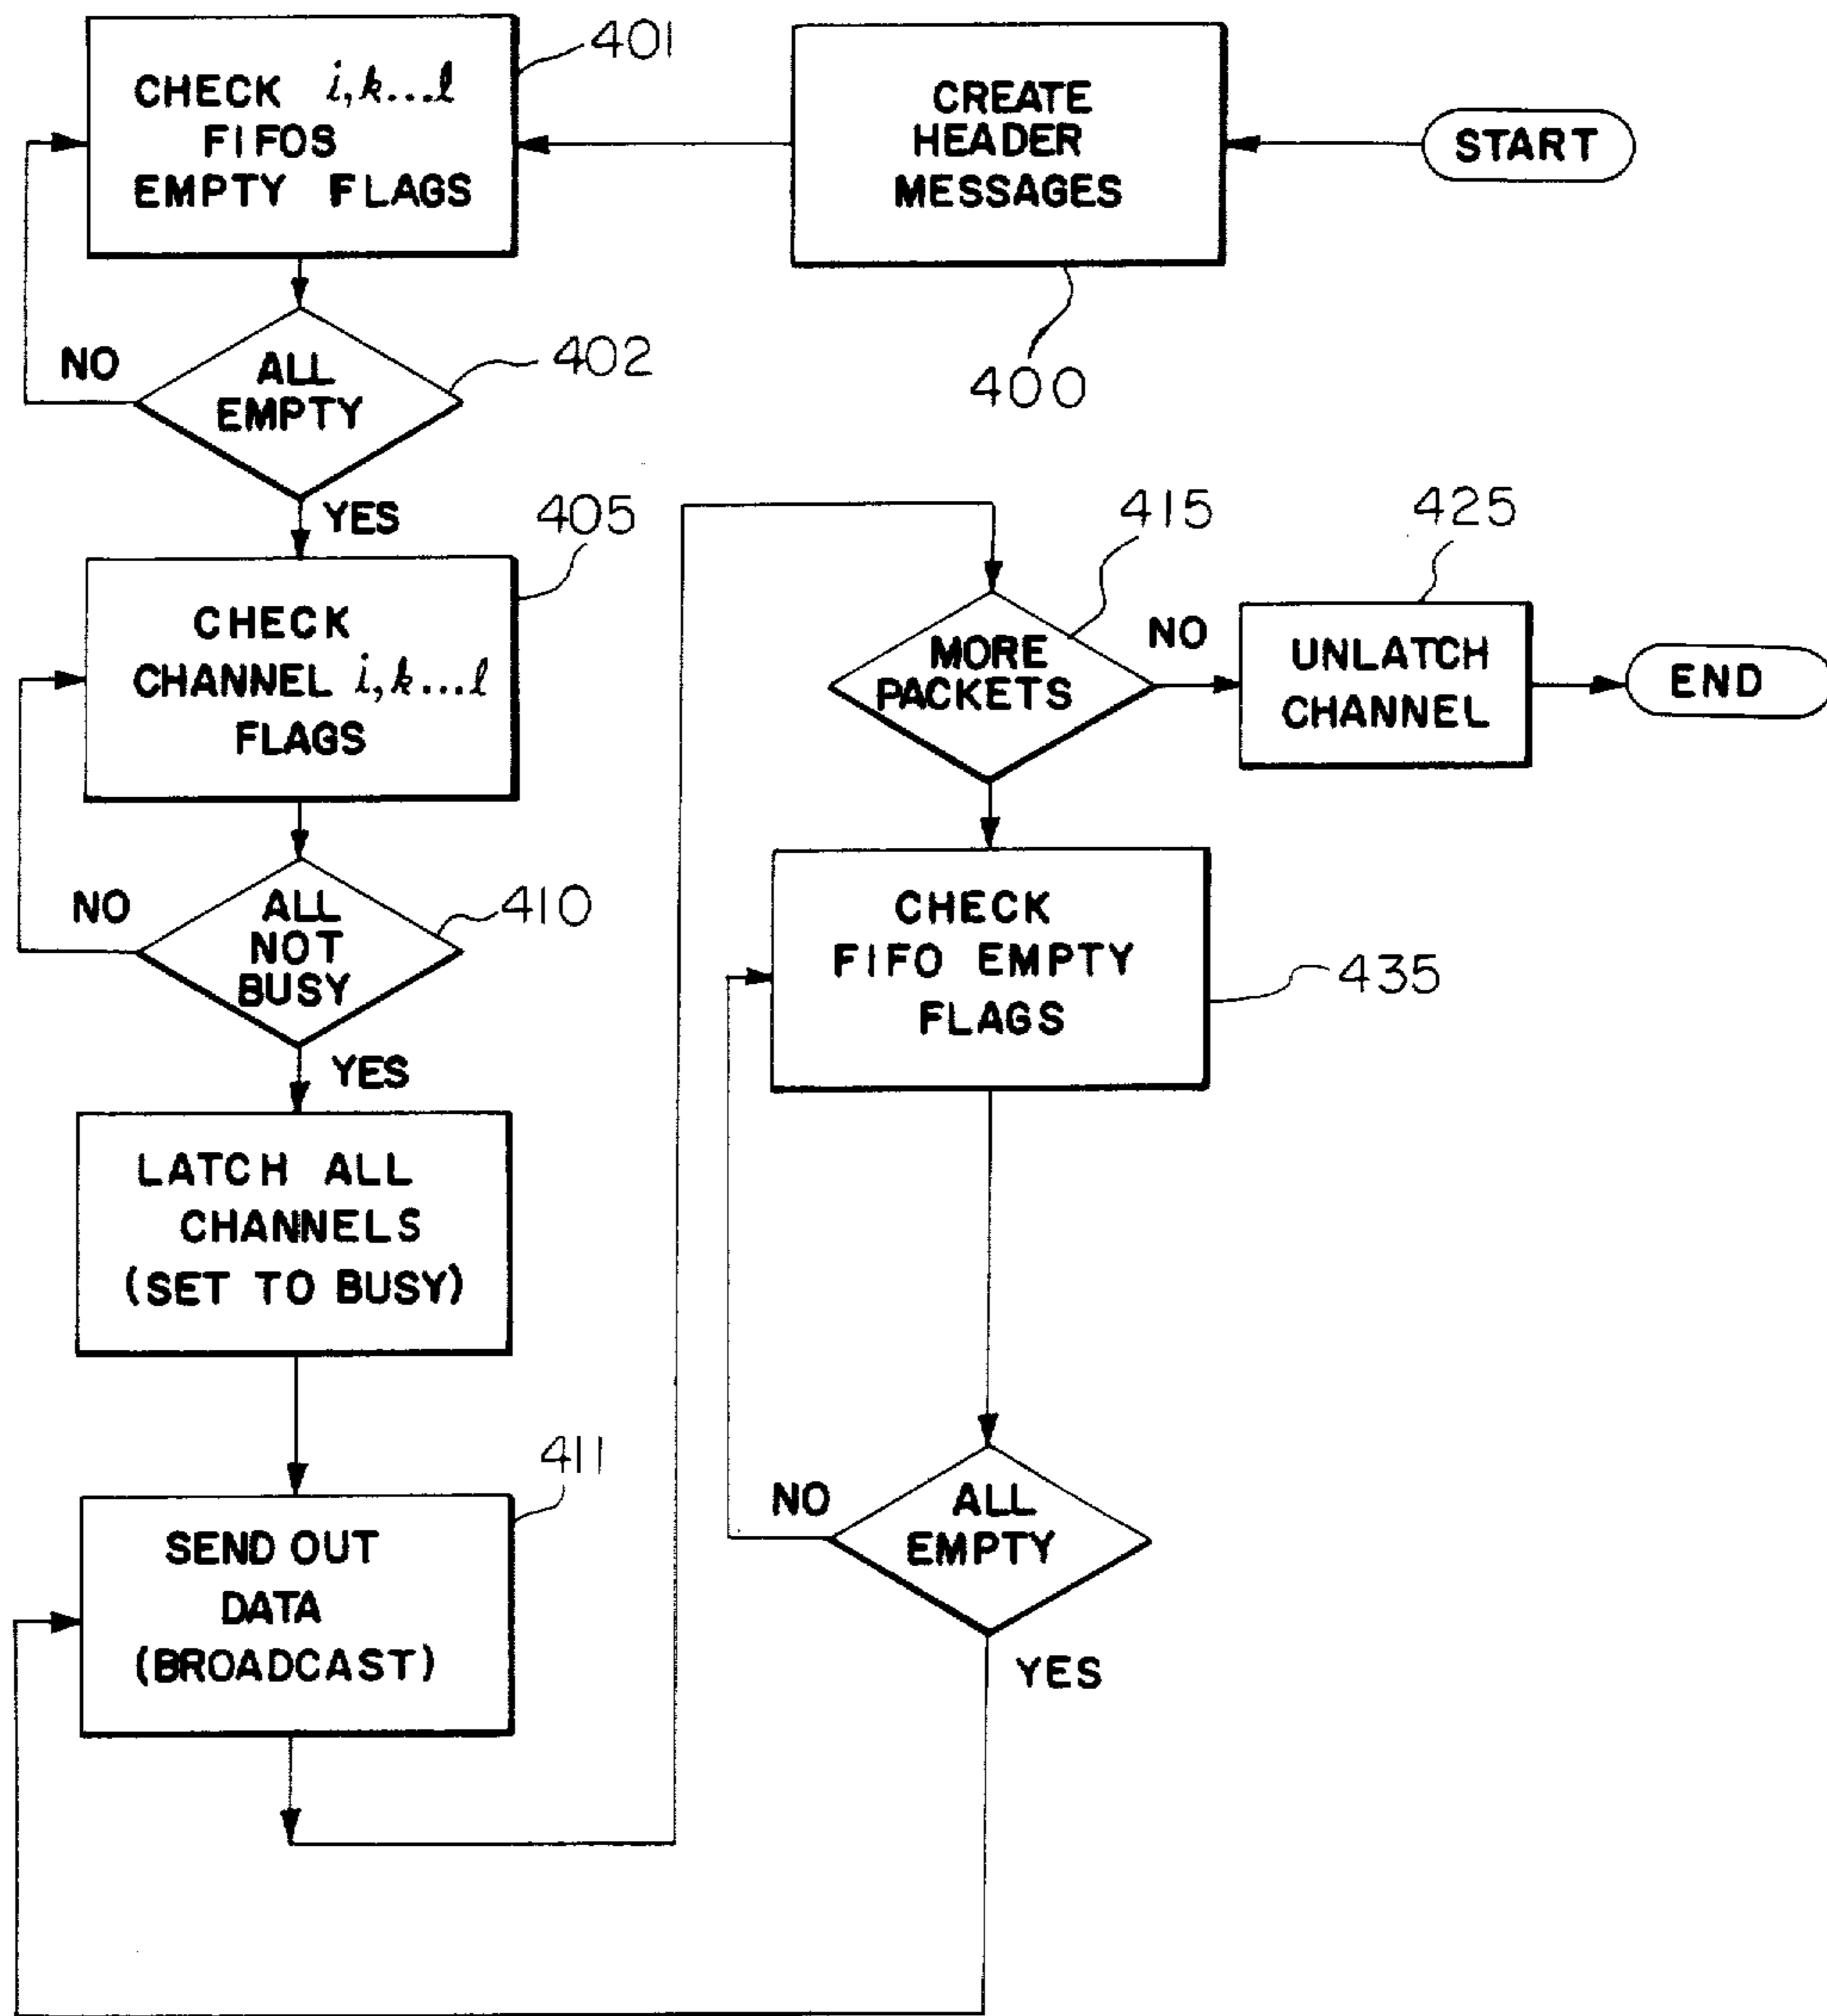 START
CREATE
HEADER
MESSAGES
400
CHECK i,k...l
FIFOS
EMPTY FLAGS
401
ALL
EMPTY
402
NO
YES
CHECK
CHANNEL i,k...l
FLAGS
405
ALL
NOT
BUSY
410
NO
YES
LATCH ALL
CHANNELS
(SET TO BUSY)
SEND OUT
DATA
(BROADCAST)
411
MORE
PACKETS
415
NO
UNLATCH
CHANNEL
425
END
CHECK
FIFO EMPTY
FLAGS
435
ALL
EMPTY
NO
YES